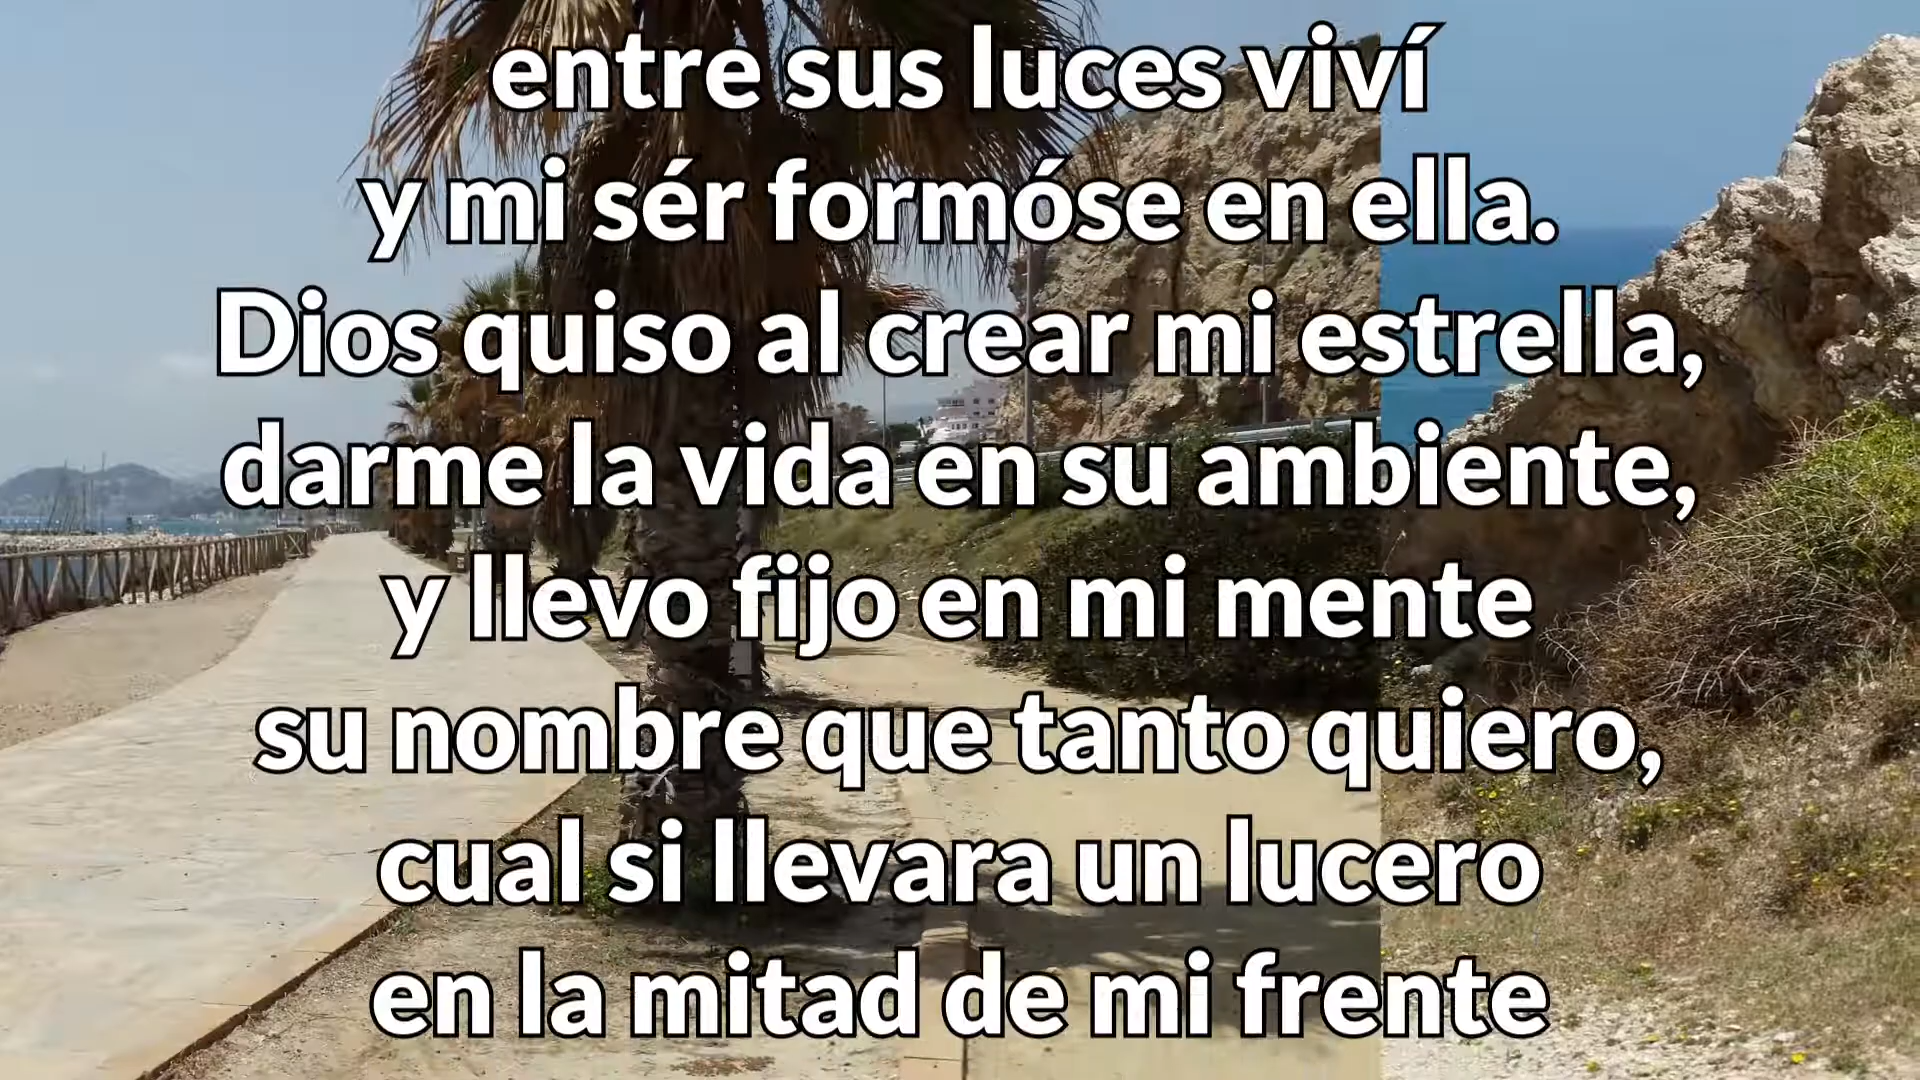 entre sus luces viví
y mi sér formóse en ella.
Dios quiso al crear mi estrella,
darme la vida en su ambiente,
y llevo fijo en mi mente
su nombre que tanto quiero,
cual si llevara un lucero
en la mitad de mi frente